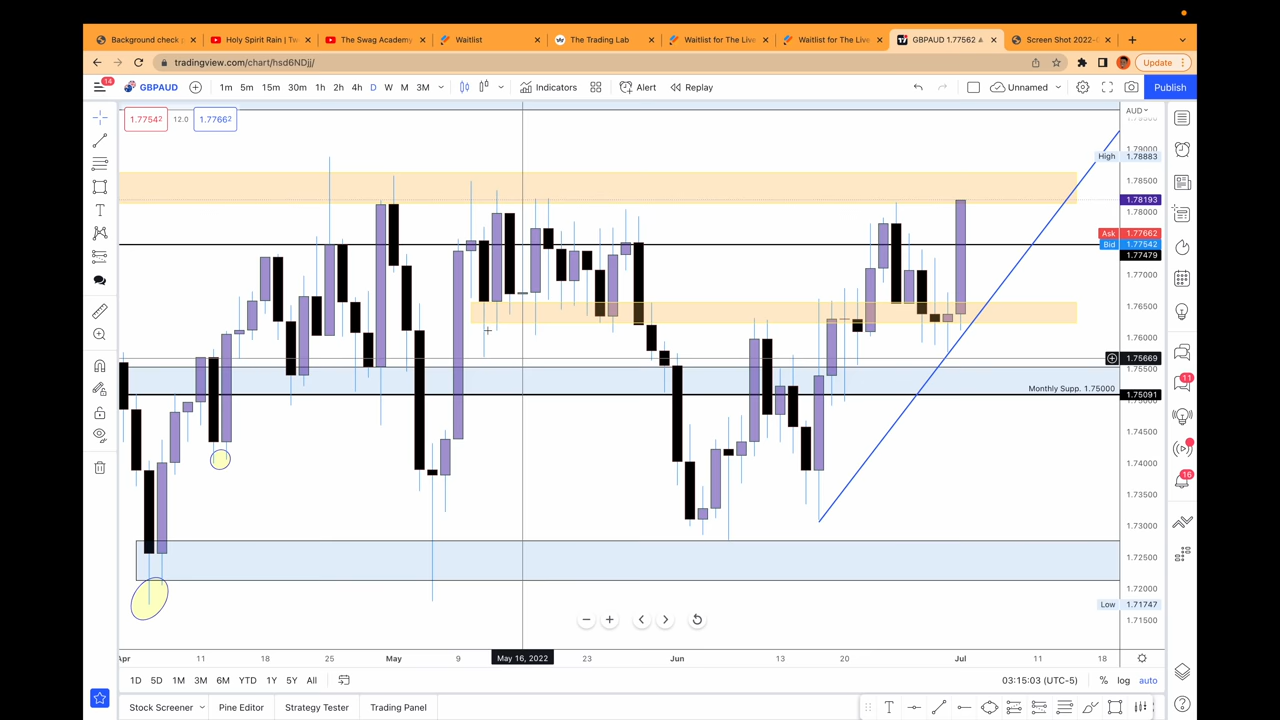 Background check
Holy Spirit Rain | Tw
The Swag Academy
Waitlist
The Trading Lab
Waitlist for The Live
Waitlist for The Live
GBPAUD 1.77562
Screen Shot 2022-
tradingview.com/chart/hsd6NDjj/
Update
14
GBPAUD
1m 5m 15m 30m 1h 2h 4h D W M 3M
Indicators
Alert
Replay
Unnamed
Publish
1.77542 12.0 1.77662
AUD
1.79000
High 1.78883
1.78500
1.78193
1.78000
Ask 1.77662
Bid 1.77542
1.77479
1.77000
1.76500
1.76000
1.75669
1.75500
Monthly Supp. 1.75000
1.75091
1.74500
1.74000
1.73500
1.73000
1.72500
1.72000
Low 1.71747
1.71500
11
16
Apr 11 18 25 May 9 May 16, 2022 23 Jun 13 20 Jul 11 18
1D 5D 1M 3M 6M YTD 1Y 5Y All
03:15:03 (UTC-5)
% log auto
Stock Screener
Pine Editor
Strategy Tester
Trading Panel